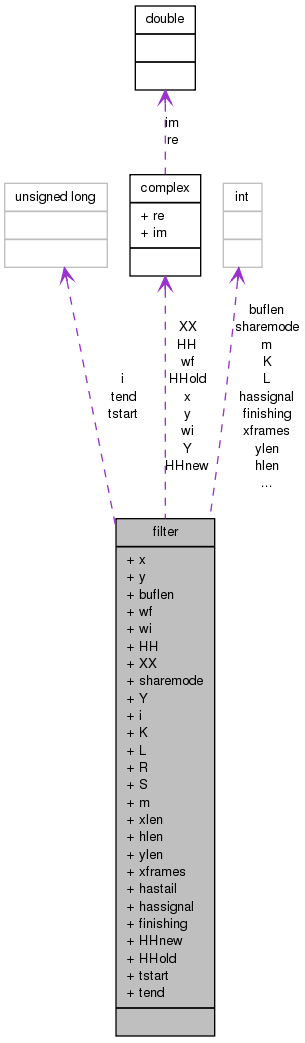 double
im
re
unsigned long
complex
+ re
+ im
int
i
tend
tstart
XX
HH
wf
HHold
x
y
wi
Y
HHnew
buflen
sharemode
m
K
L
hassignal
finishing
xframes
ylen
hlen
...
filter
+ x
+ y
+ buflen
+ wf
+ wi
+ HH
+ XX
+ sharemode
+ Y
+ i
+ K
+ L
+ R
+ S
+ m
+ xlen
+ hlen
+ ylen
+ xframes
+ hastail
+ hassignal
+ finishing
+ HHnew
+ HHold
+ tstart
+ tend